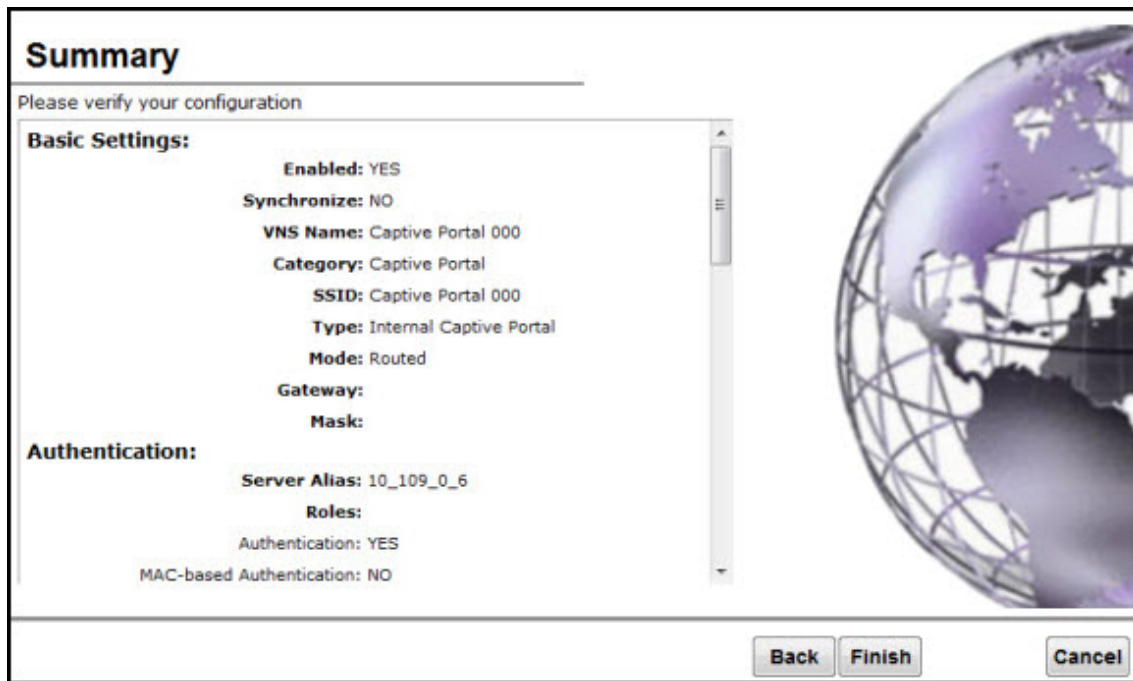 Summary
Please verify your configuration
Basic Settings:
Enabled: YES
Synchronize: NO
VNS Name: Captive Portal 000
Category: Captive Portal
SSID: Captive Portal 000
Type: Internal Captive Portal
Mode: Routed
Gateway:
Mask:
Authentication:
Server Alias: 10_109_0_6
Roles:
Authentication: YES
MAC-based Authentication: NO
Back Finish Cancel